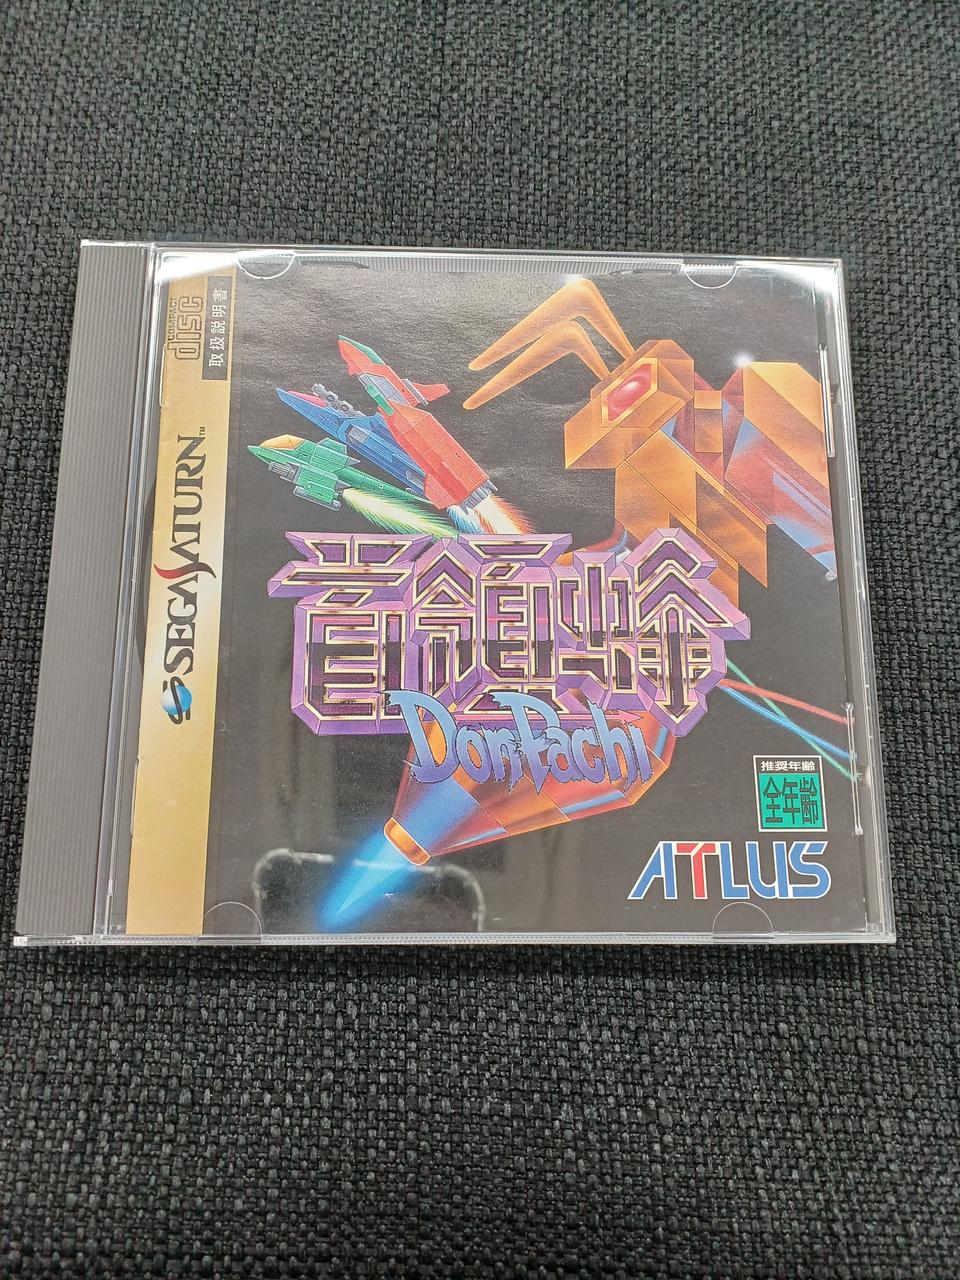 COMPACT
disc
取扱説明書
SEGA SATURN™
首領蜂
DonPachi
推奨年齢
全年齢
ATLUS